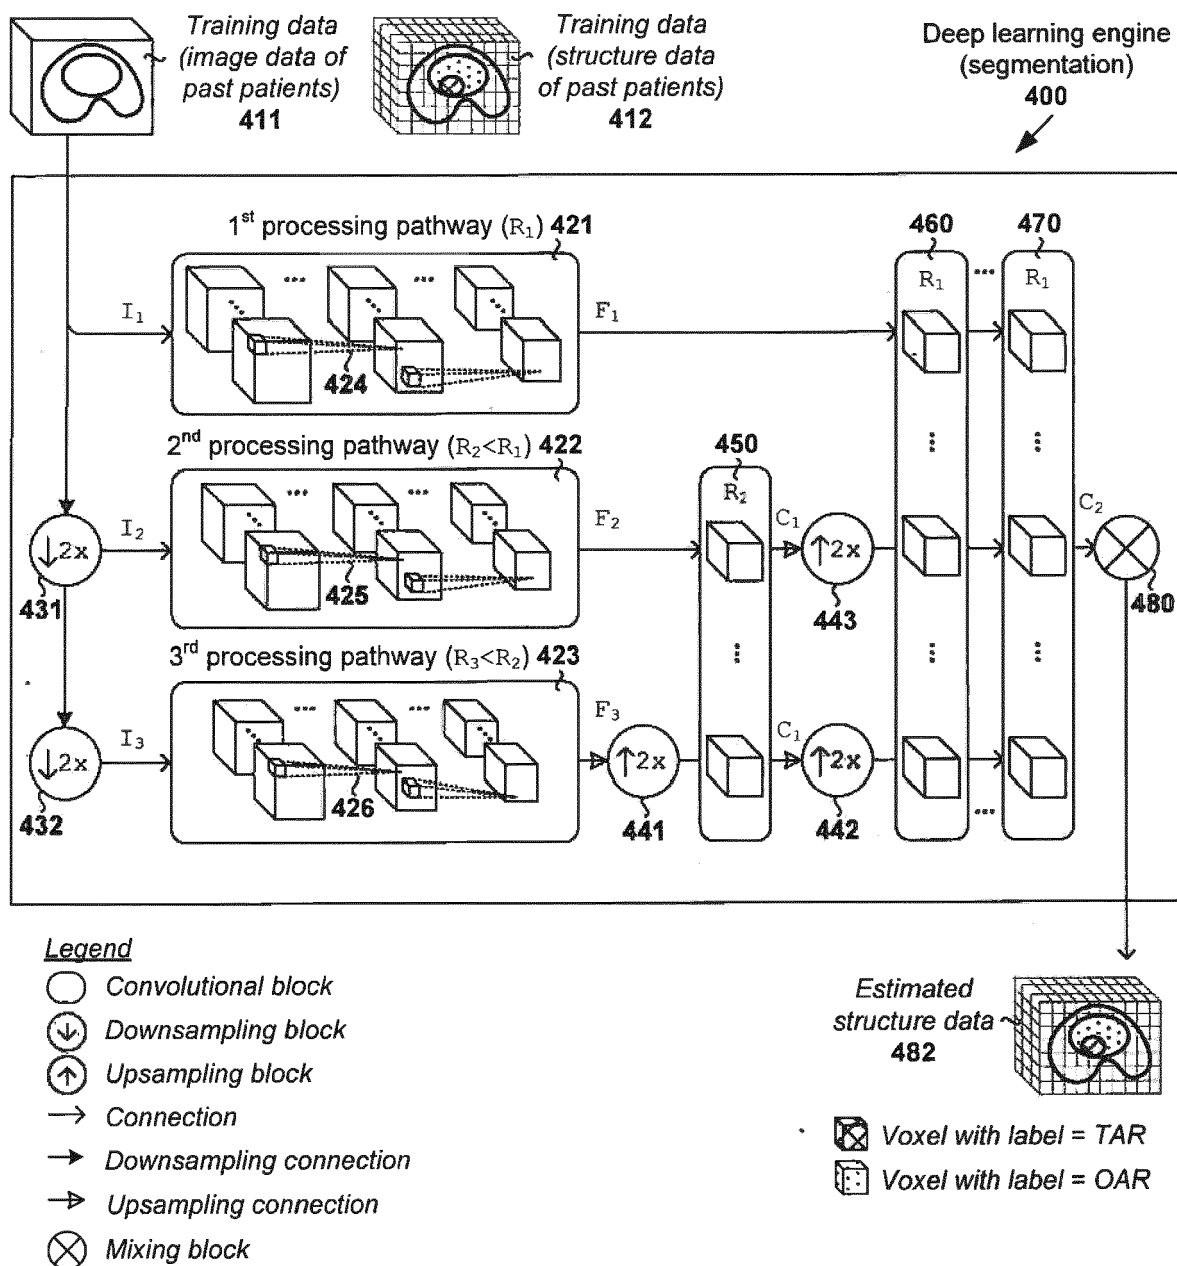 Training data
(image data of
past patients)
411
Training data
(structure data
of past patients)
412
Deep learning engine
(segmentation)
400
1st processing pathway (R1) 421
460
470
R1
...
R1
I1
F1
424
2nd processing pathway (R2<R1) 422
450
R2
I2
F2
C1
C2
↓2x
↑2x
431
425
443
480
3rd processing pathway (R3<R2) 423
I3
F3
C1
↓2x
↑2x
↑2x
432
426
441
442
Legend
Convolutional block
Downsampling block
Upsampling block
Connection
Downsampling connection
Upsampling connection
Mixing block
Estimated
structure data
482
Voxel with label = TAR
Voxel with label = OAR